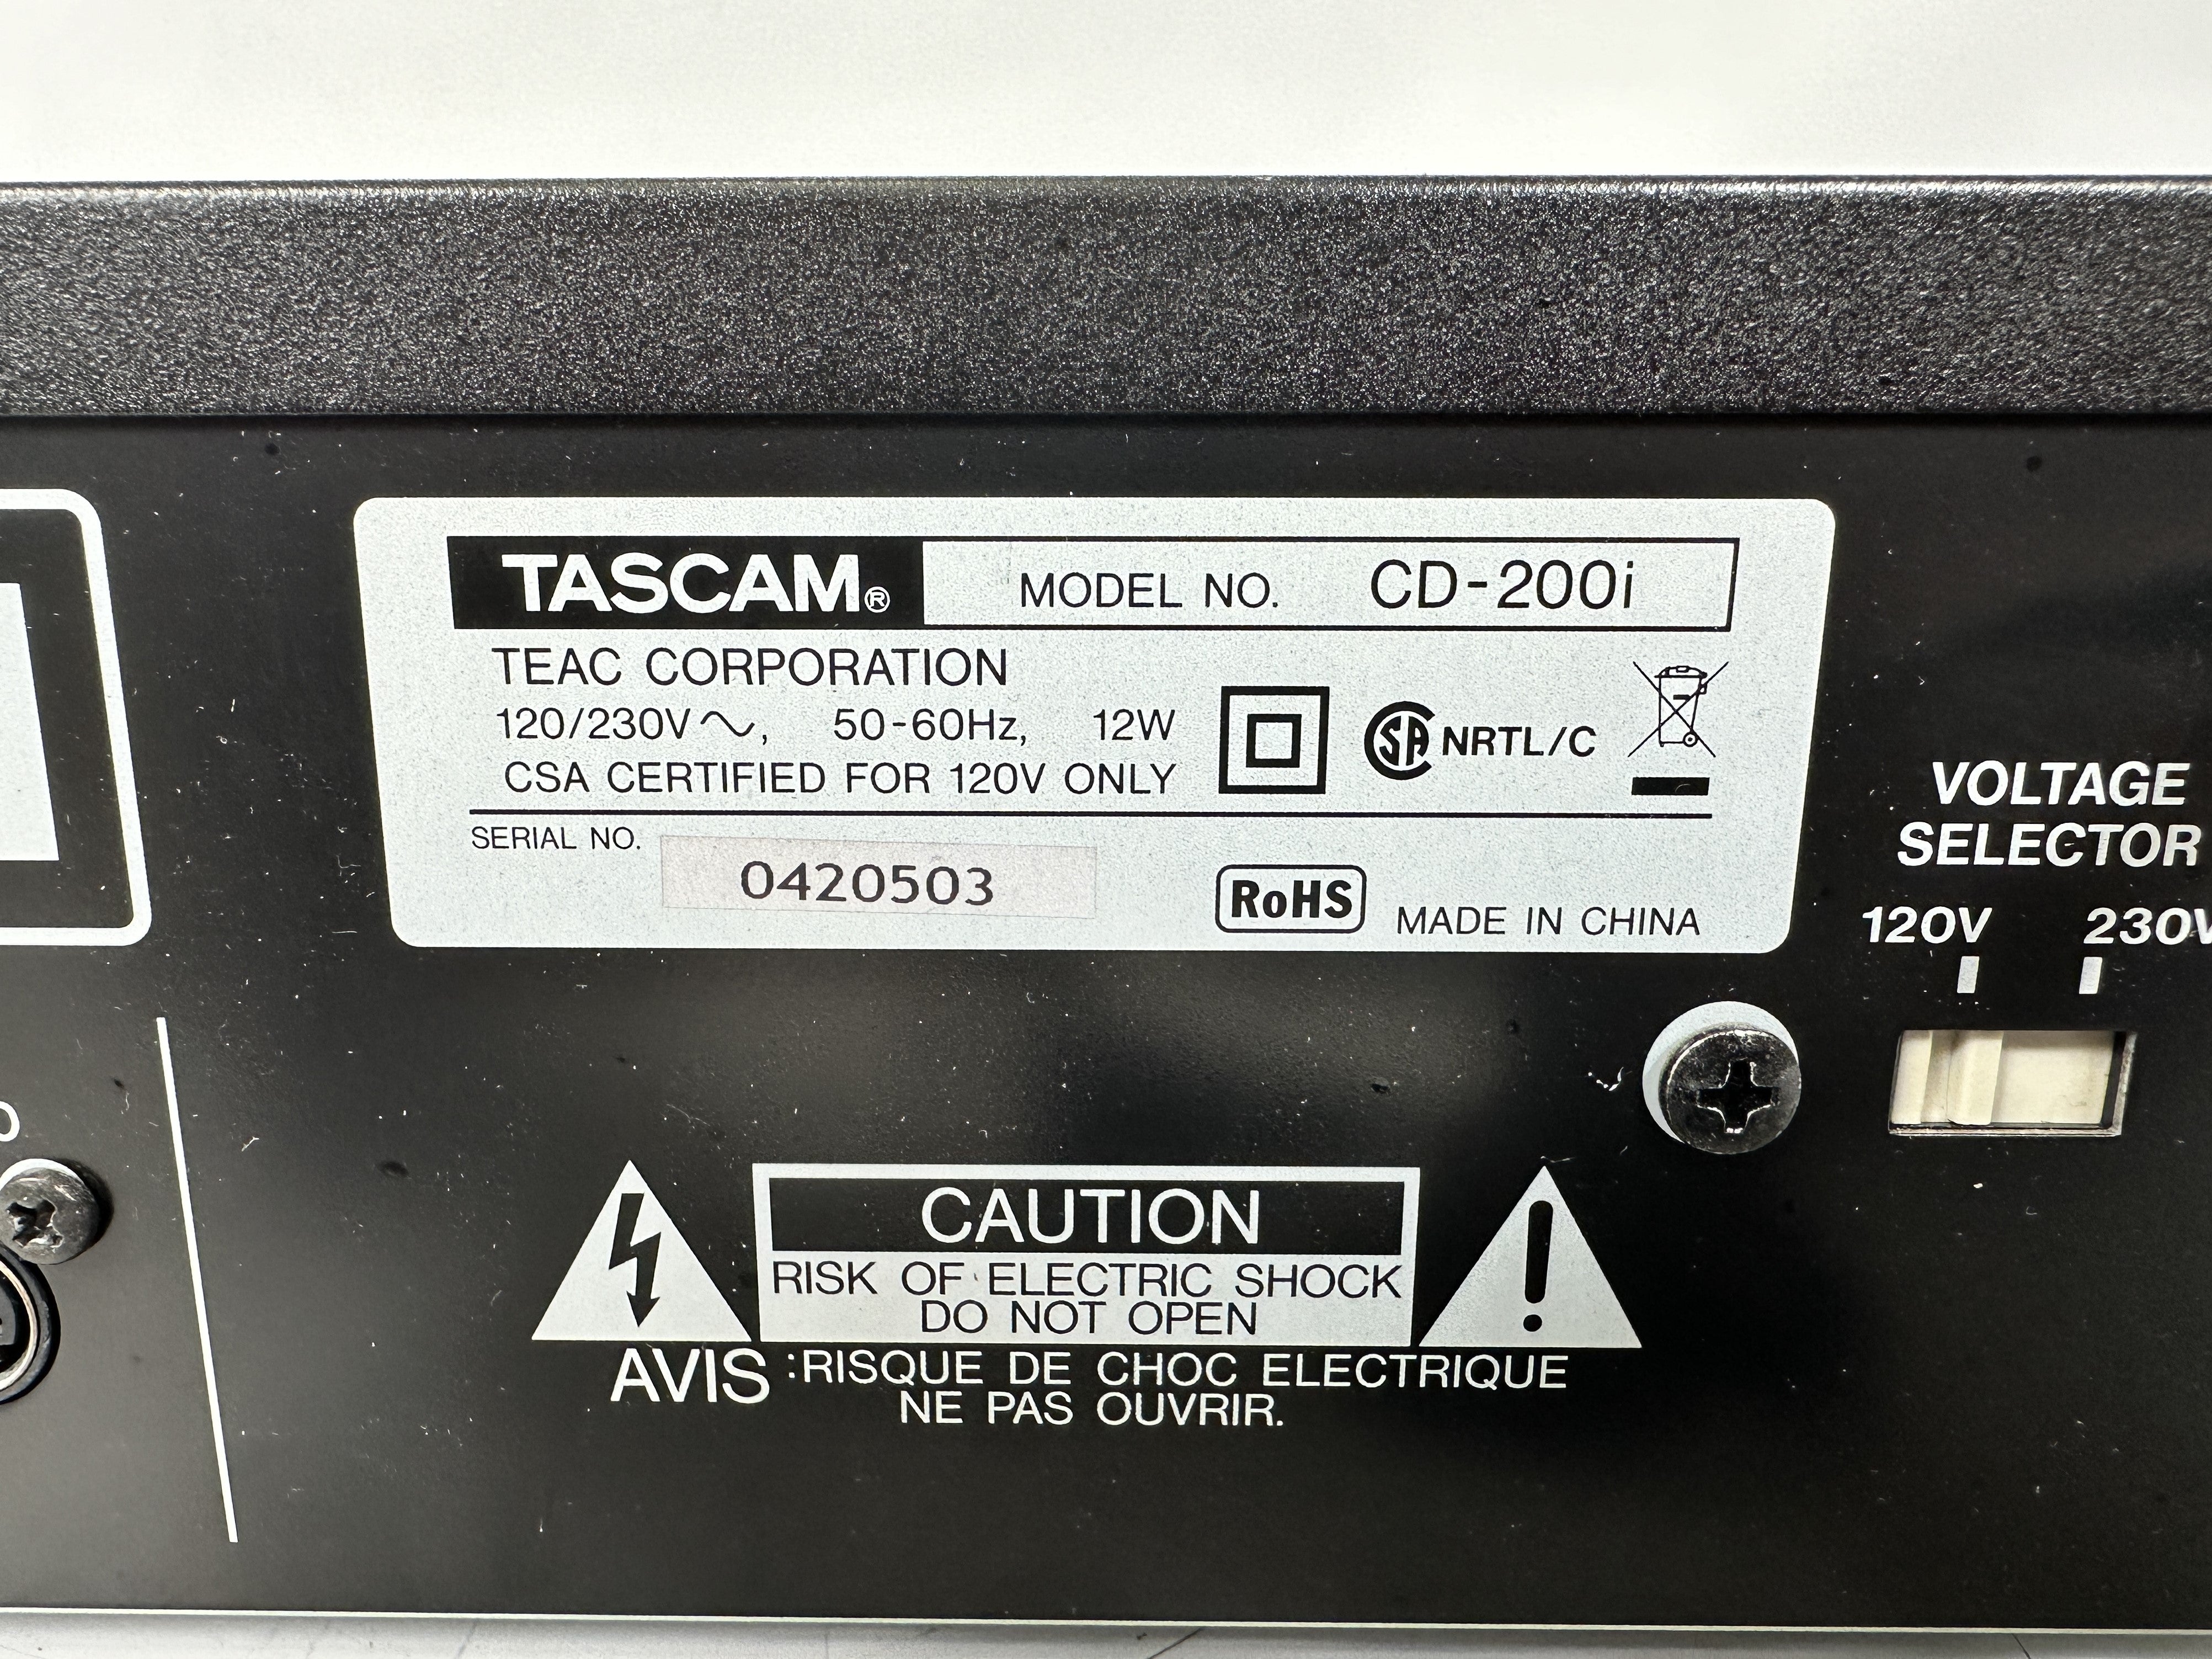 TASCAM® MODEL NO. CD-200i
TEAC CORPORATION
120/230V~, 50-60Hz, 12W
CSA CERTIFIED FOR 120V ONLY
SA NRTL/C
SERIAL NO. 0420503
RoHS MADE IN CHINA
VOLTAGE
SELECTOR
120V 230V
CAUTION
RISK OF ELECTRIC SHOCK
DO NOT OPEN
AVIS :RISQUE DE CHOC ELECTRIQUE
NE PAS OUVRIR.